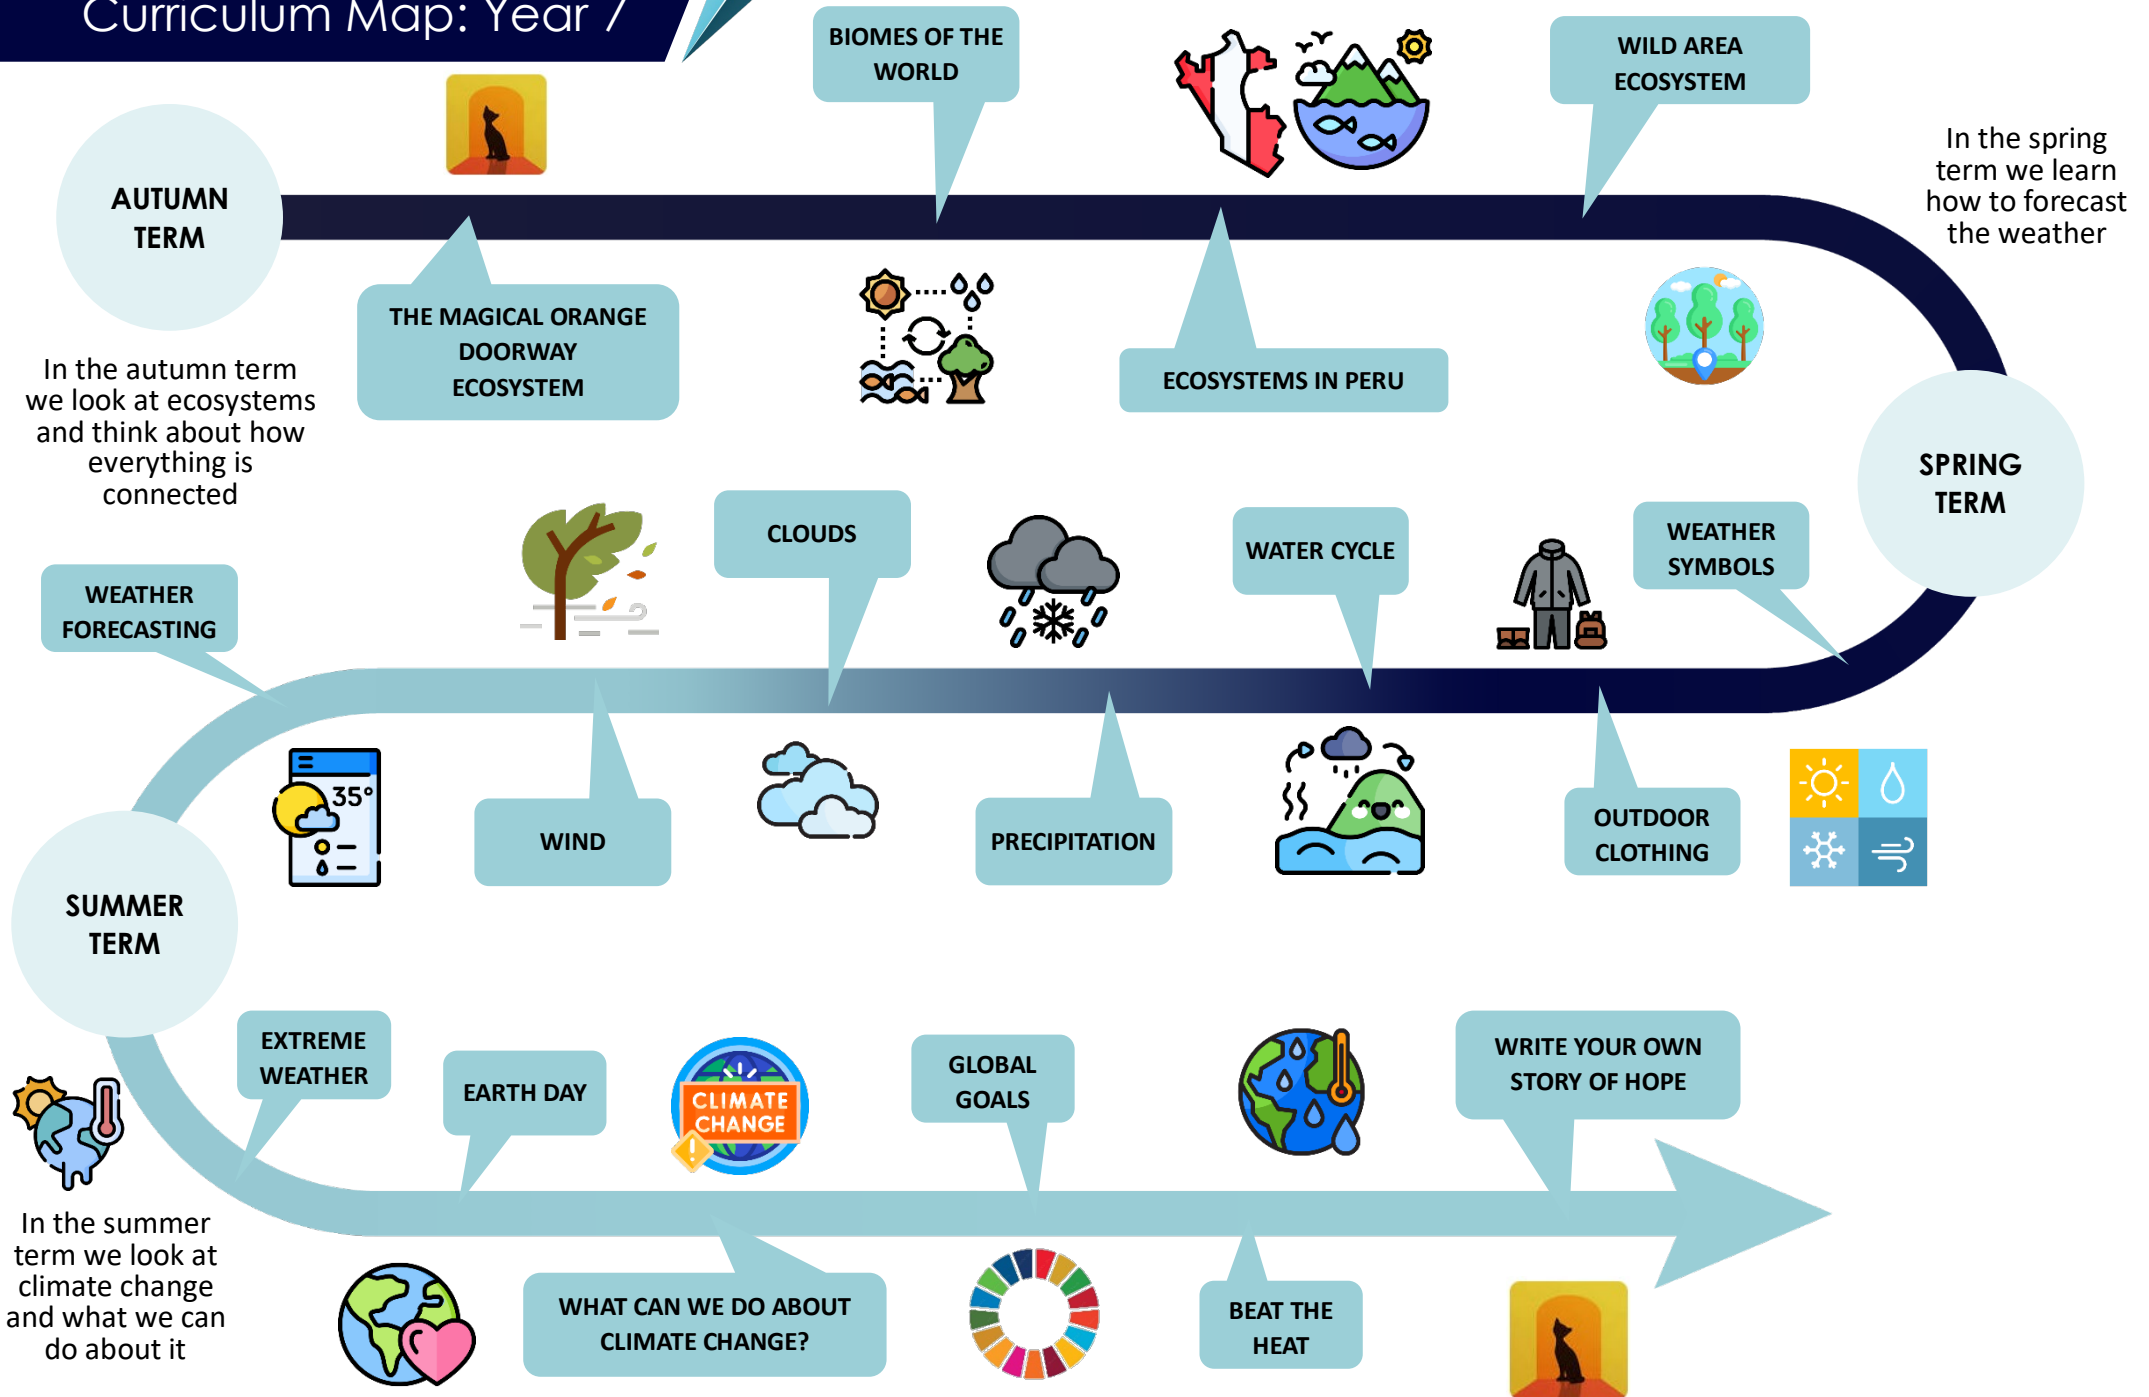 Curriculum Map: Year 7
AUTUMN
TERM
In the autumn term
we look at ecosystems
and think about how
everything is
connected
THE MAGICAL ORANGE
DOORWAY
ECOSYSTEM
BIOMES OF THE
WORLD
ECOSYSTEMS IN PERU
WILD AREA
ECOSYSTEM
In the spring
term we learn
how to forecast
the weather
SPRING
TERM
WEATHER
SYMBOLS
OUTDOOR
CLOTHING
WATER CYCLE
PRECIPITATION
CLOUDS
WIND
WEATHER
FORECASTING
35°
SUMMER
TERM
In the summer
term we look at
climate change
and what we can
do about it
EXTREME
WEATHER
EARTH DAY
CLIMATE
CHANGE
!
WHAT CAN WE DO ABOUT
CLIMATE CHANGE?
GLOBAL
GOALS
BEAT THE
HEAT
WRITE YOUR OWN
STORY OF HOPE